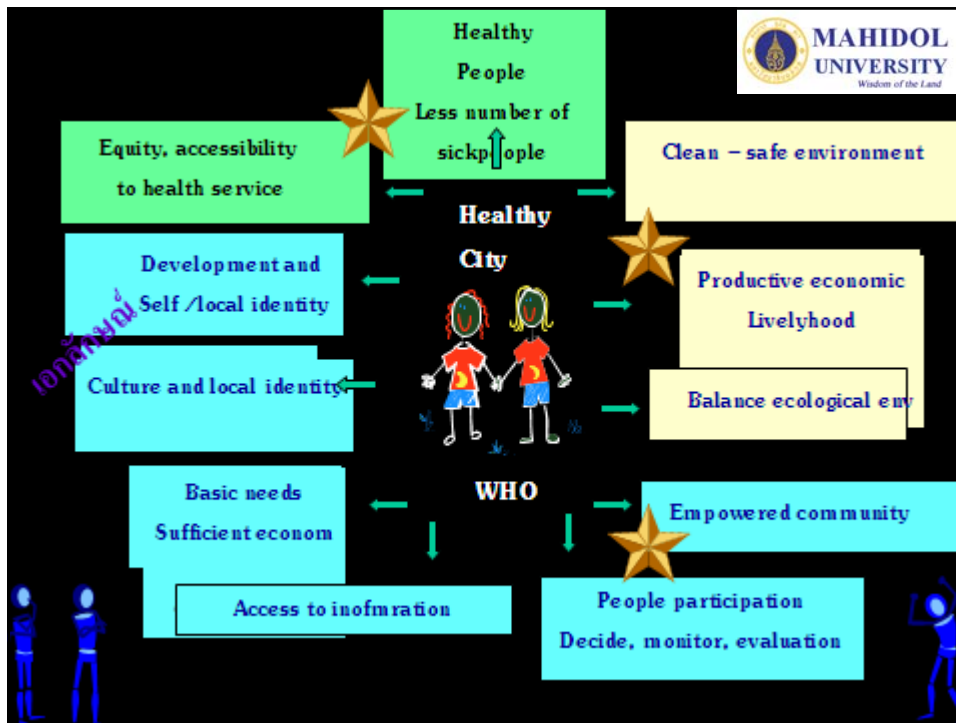 Healthy
People
Less number of
sickpeople
MAHIDOL
UNIVERSITY
Wisdom of the Land
Equity, accessibility
to health service
Clean – safe environment
Healthy
City
Development and
Self /local identity
เอกลักษณ์
Productive economic
Livelyhood
Culture and local identity
Balance ecological env
Basic needs
Sufficient econom
WHO
Empowered community
Access to inofmration
People participation
Decide, monitor, evaluation